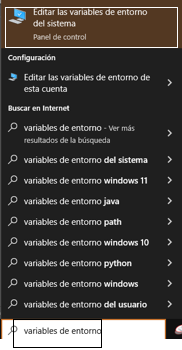 Editar las variables de entorno
del sistema
Panel de control
Configuración
Editar las variables de entorno de
esta cuenta
Buscar en Internet
variables de entorno - Ver más
resultados de la búsqueda
variables de entorno del sistema
variables de entorno windows 11
variables de entorno java
variables de entorno path
variables de entorno windows 10
variables de entorno python
variables de entorno windows
variables de entorno del usuario
variables de entorno